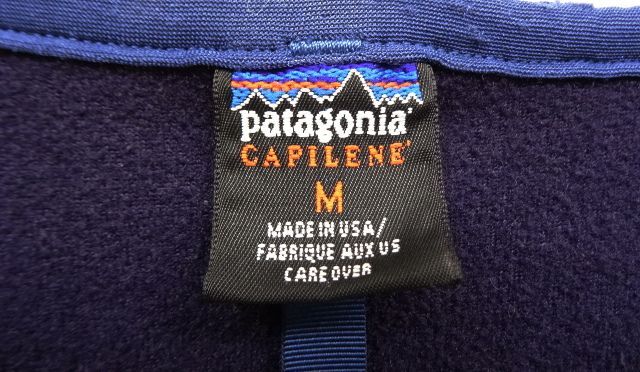 patagonia®
CAPILENE®
M
MADE IN USA/
FABRIQUE AUX US
CARE OVER